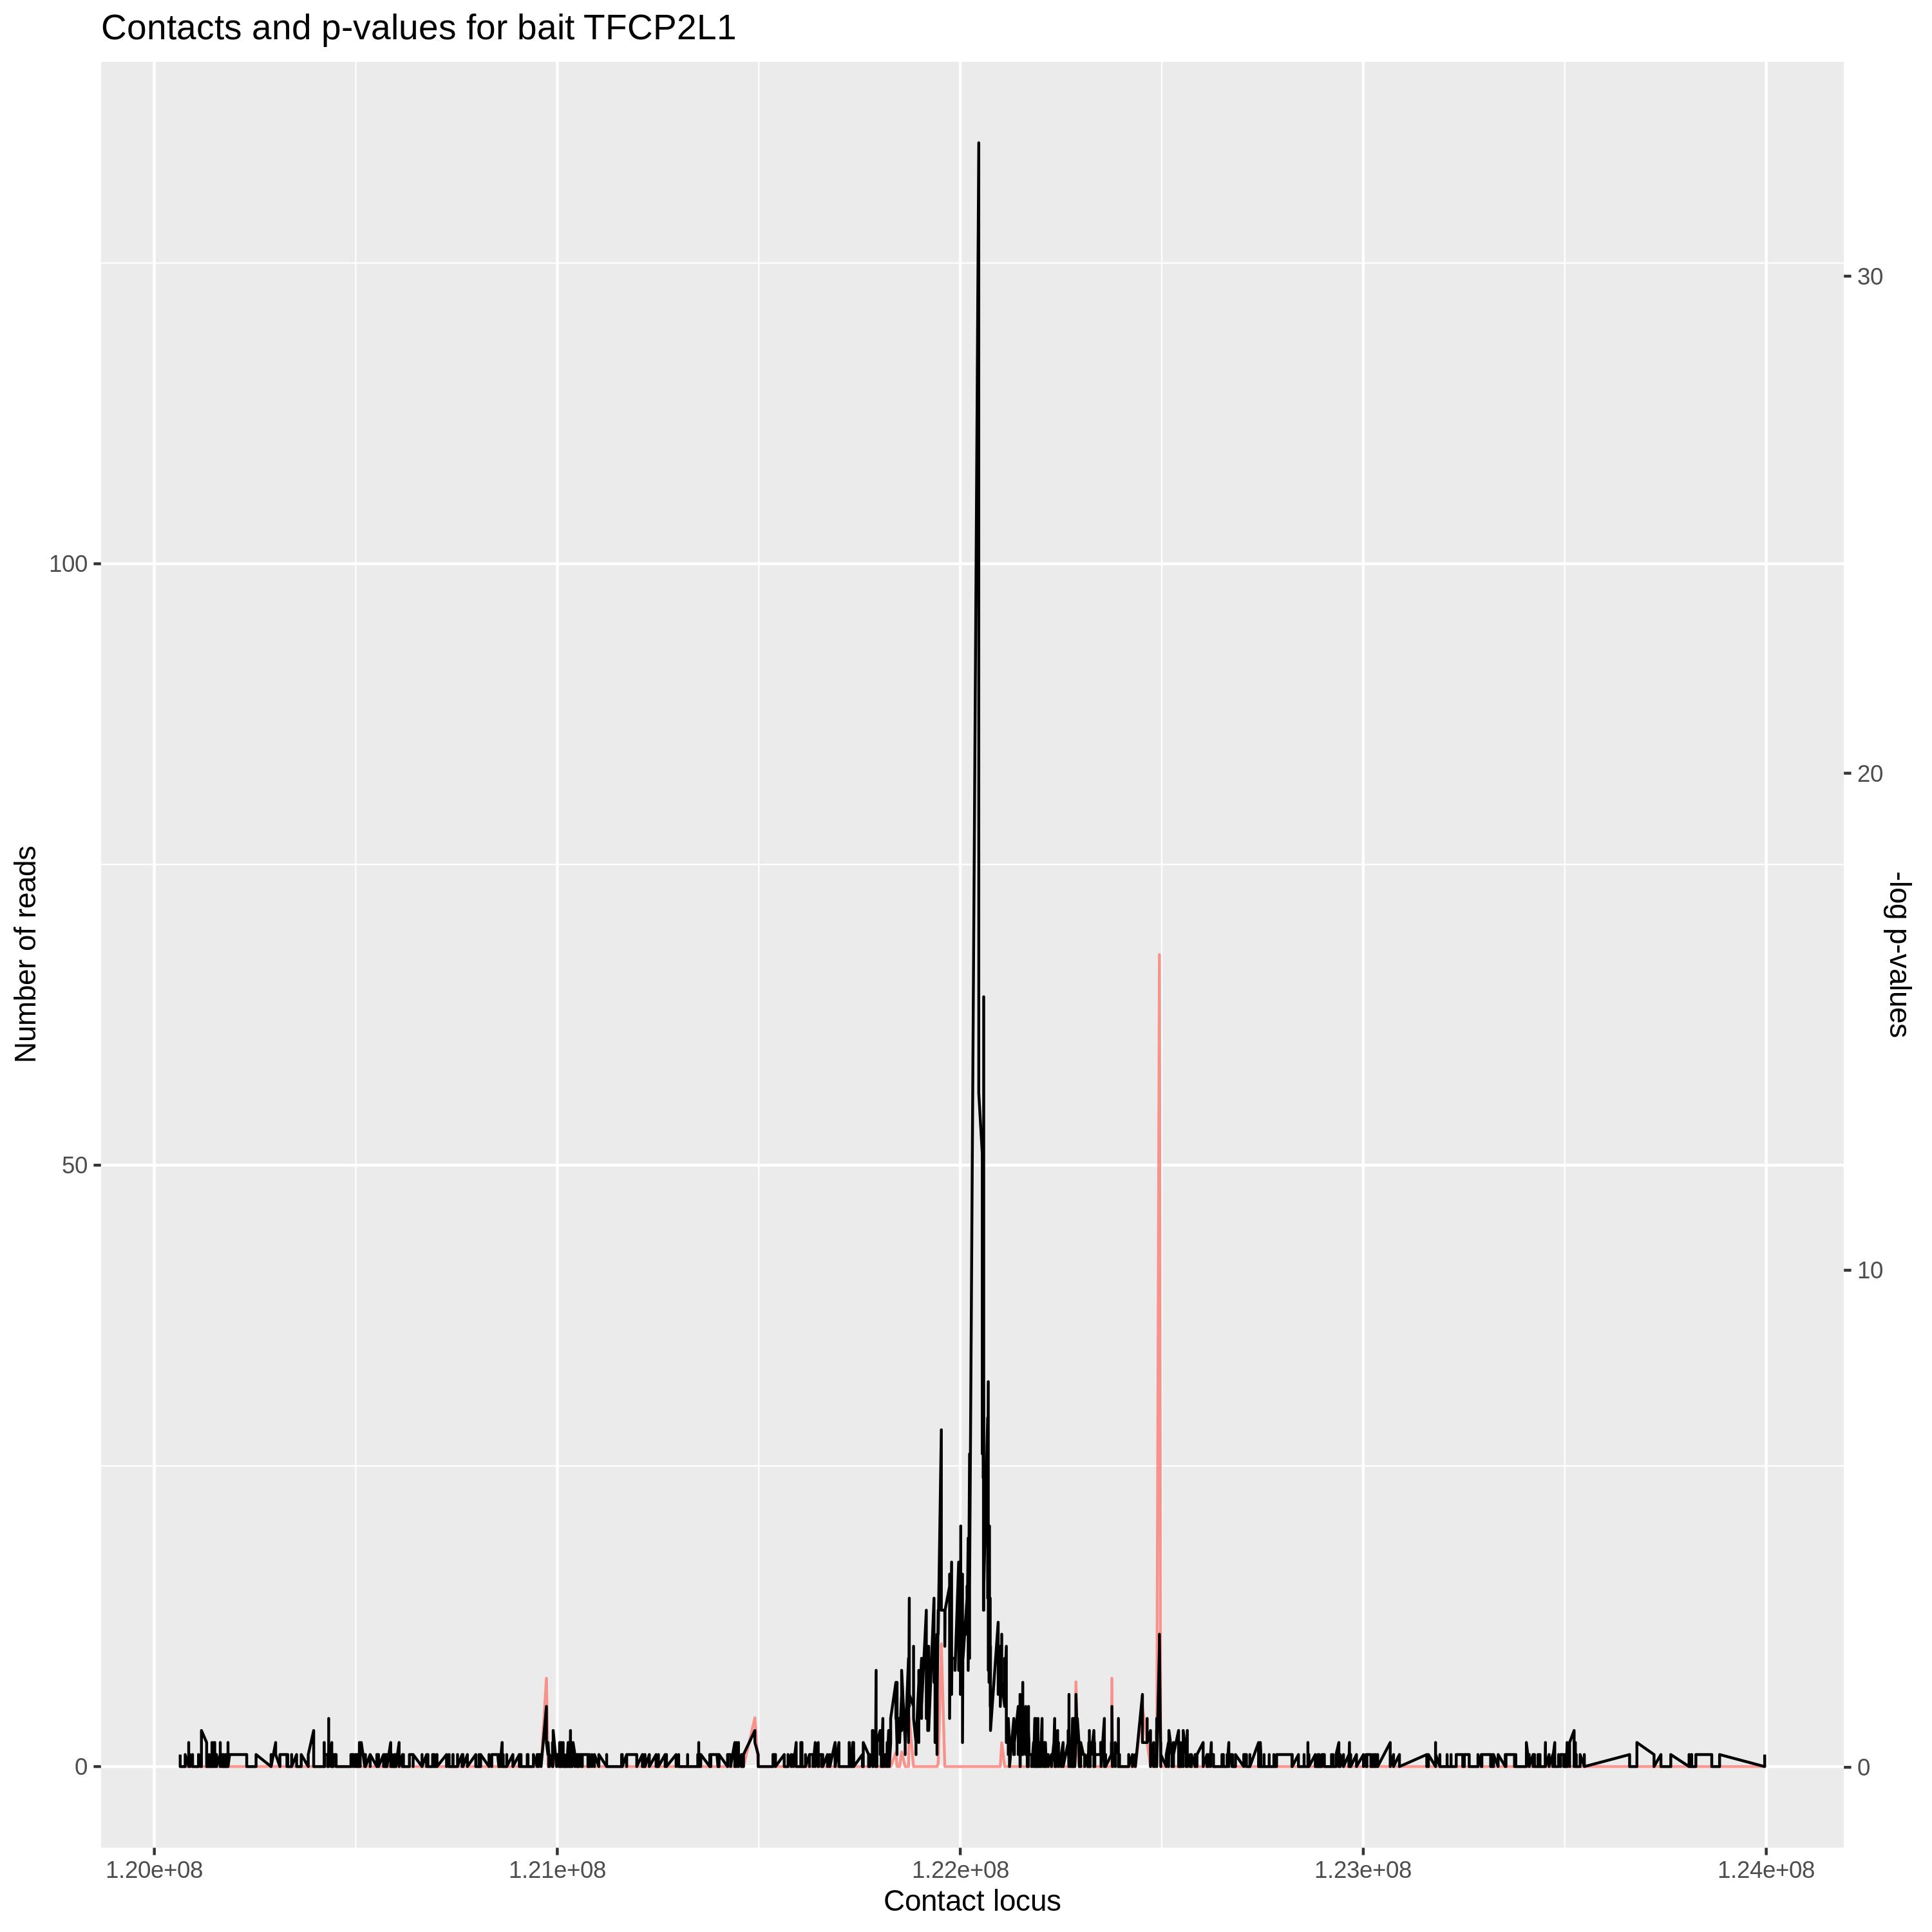 Contacts and p-values for bait TFCP2L1
Number of reads
100
50
0
30
20
10
0
-log p-values
1.20e+08
1.21e+08
1.22e+08
1.23e+08
1.24e+08
Contact locus